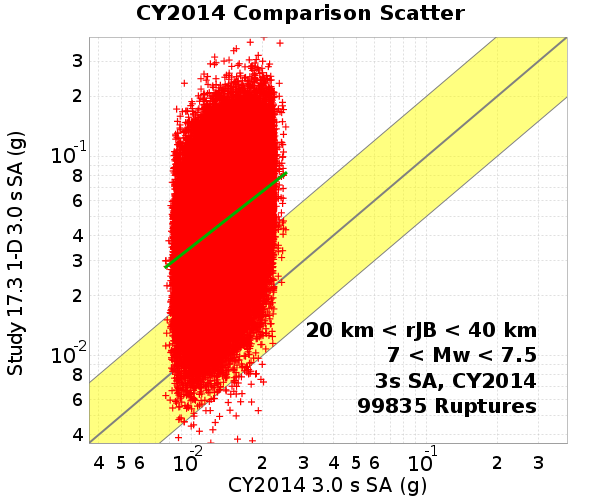 CY2014 Comparison Scatter
Study 17.3 1-D 3.0 s SA (g)
3
2
10-1
8
6
4
3
2
10-2
8
6
4
20 km < rJB < 40 km
7 < Mw < 7.5
3s SA, CY2014
99835 Ruptures
4 5 6 10-2 2 3 4 5 6 10-1 2 3
CY2014 3.0 s SA (g)